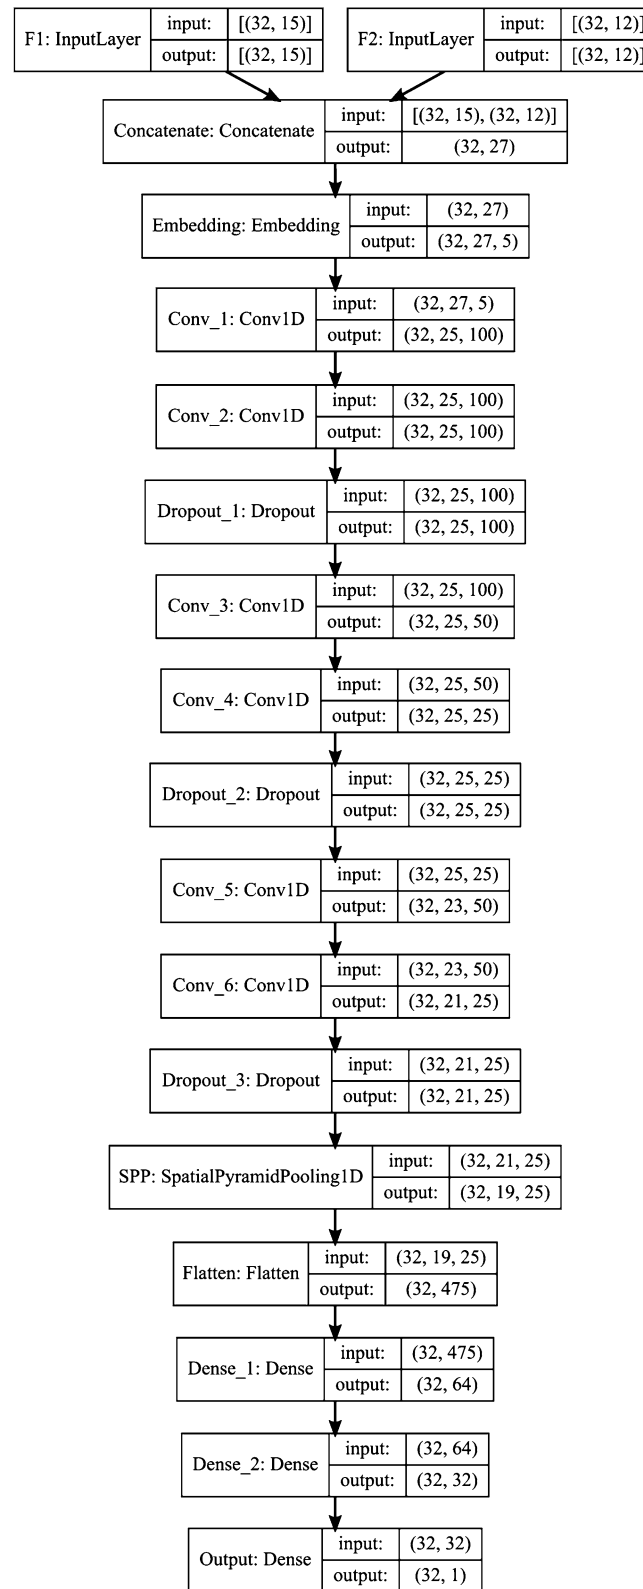 F1: InputLayer input: [(32, 15)]
output: [(32, 15)]
F2: InputLayer input: [(32, 12)]
output: [(32, 12)]
Concatenate: Concatenate input: [(32, 15), (32, 12)]
output: (32, 27)
Embedding: Embedding input: (32, 27)
output: (32, 27, 5)
Conv_1: Conv1D input: (32, 27, 5)
output: (32, 25, 100)
Conv_2: Conv1D input: (32, 25, 100)
output: (32, 25, 100)
Dropout_1: Dropout input: (32, 25, 100)
output: (32, 25, 100)
Conv_3: Conv1D input: (32, 25, 100)
output: (32, 25, 50)
Conv_4: Conv1D input: (32, 25, 50)
output: (32, 25, 25)
Dropout_2: Dropout input: (32, 25, 25)
output: (32, 25, 25)
Conv_5: Conv1D input: (32, 25, 25)
output: (32, 23, 50)
Conv_6: Conv1D input: (32, 23, 50)
output: (32, 21, 25)
Dropout_3: Dropout input: (32, 21, 25)
output: (32, 21, 25)
SPP: SpatialPyramidPooling1D input: (32, 21, 25)
output: (32, 19, 25)
Flatten: Flatten input: (32, 19, 25)
output: (32, 475)
Dense_1: Dense input: (32, 475)
output: (32, 64)
Dense_2: Dense input: (32, 64)
output: (32, 32)
Output: Dense input: (32, 32)
output: (32, 1)